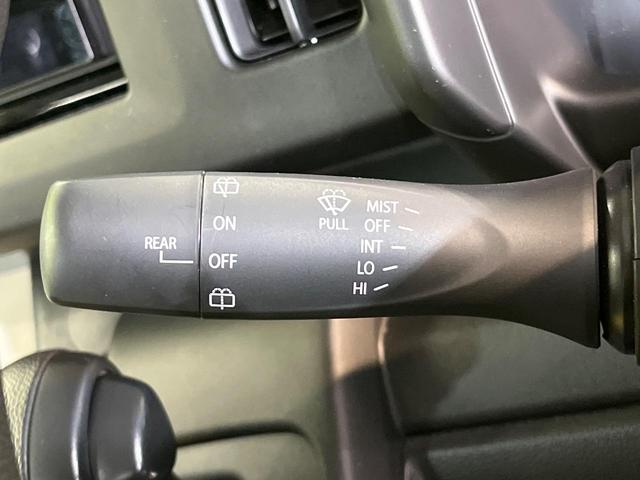 REAR
ON
OFF
PULL
MIST
OFF
INT
LO
HI